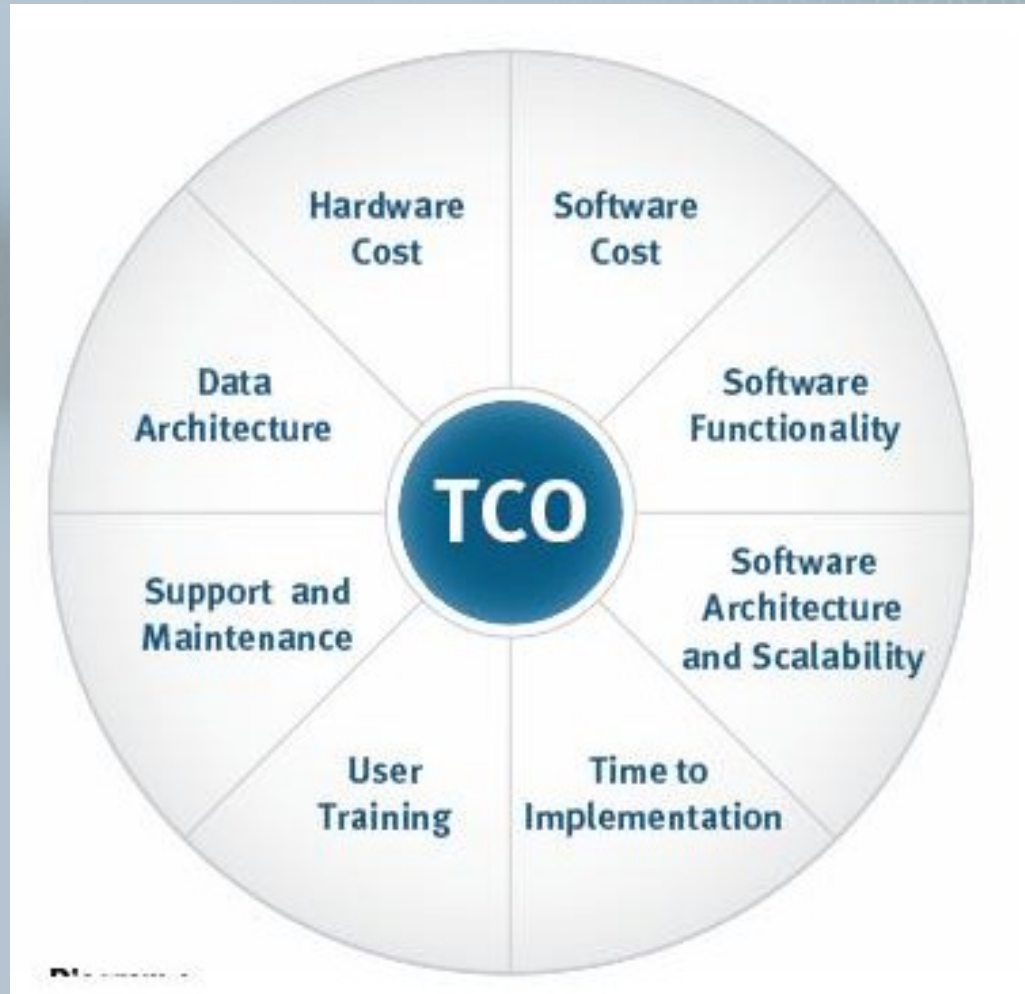 Hardware
Cost
Software
Cost
Data
Architecture
Software
Functionality
TCO
Support and
Maintenance
Software
Architecture
and Scalability
User
Training
Time to
Implementation